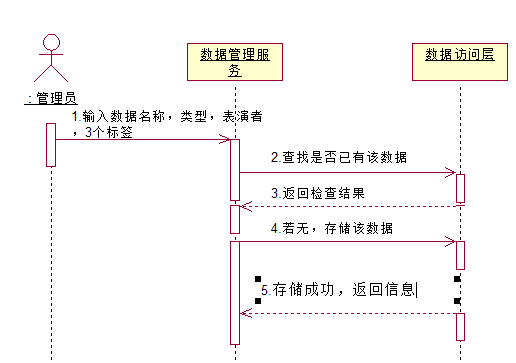 数据管理服
务
数据访问层
: 管理员
1.输入数据名称，类型，表演者
，3个标签
2.查找是否已有该数据
3.返回检查结果
4.若无，存储该数据
5.存储成功，返回信息